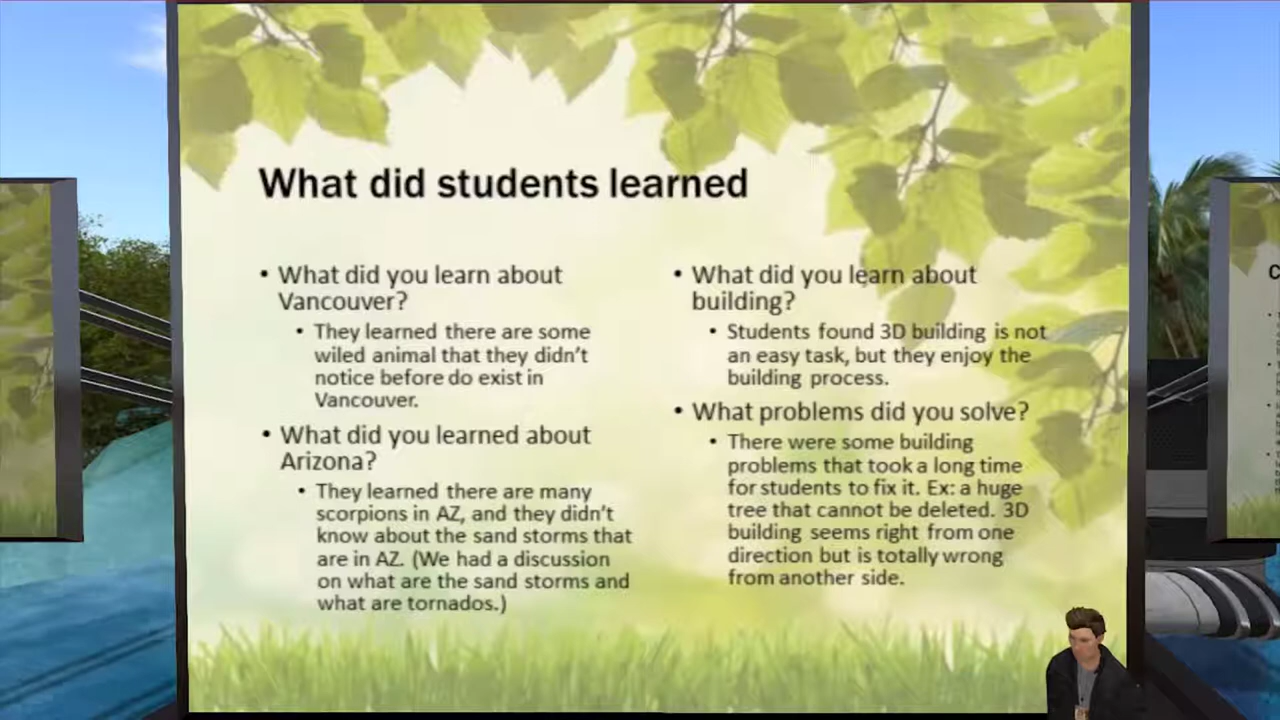 What did students learned
• What did you learn about
Vancouver?
• They learned there are some
wiled animal that they didn't
notice before do exist in
Vancouver.
• What did you learned about
Arizona?
• They learned there are many
scorpions in AZ, and they didn't
know about the sand storms that
are in AZ. (We had a discussion
on what are the sand storms and
what are tornados.)
• What did you learn about
building?
• Students found 3D building is not
an easy task, but they enjoy the
building process.
• What problems did you solve?
• There were some building
problems that took a long time
for students to fix it. Ex: a huge
tree that cannot be deleted. 3D
building seems right from one
direction but is totally wrong
from another side.